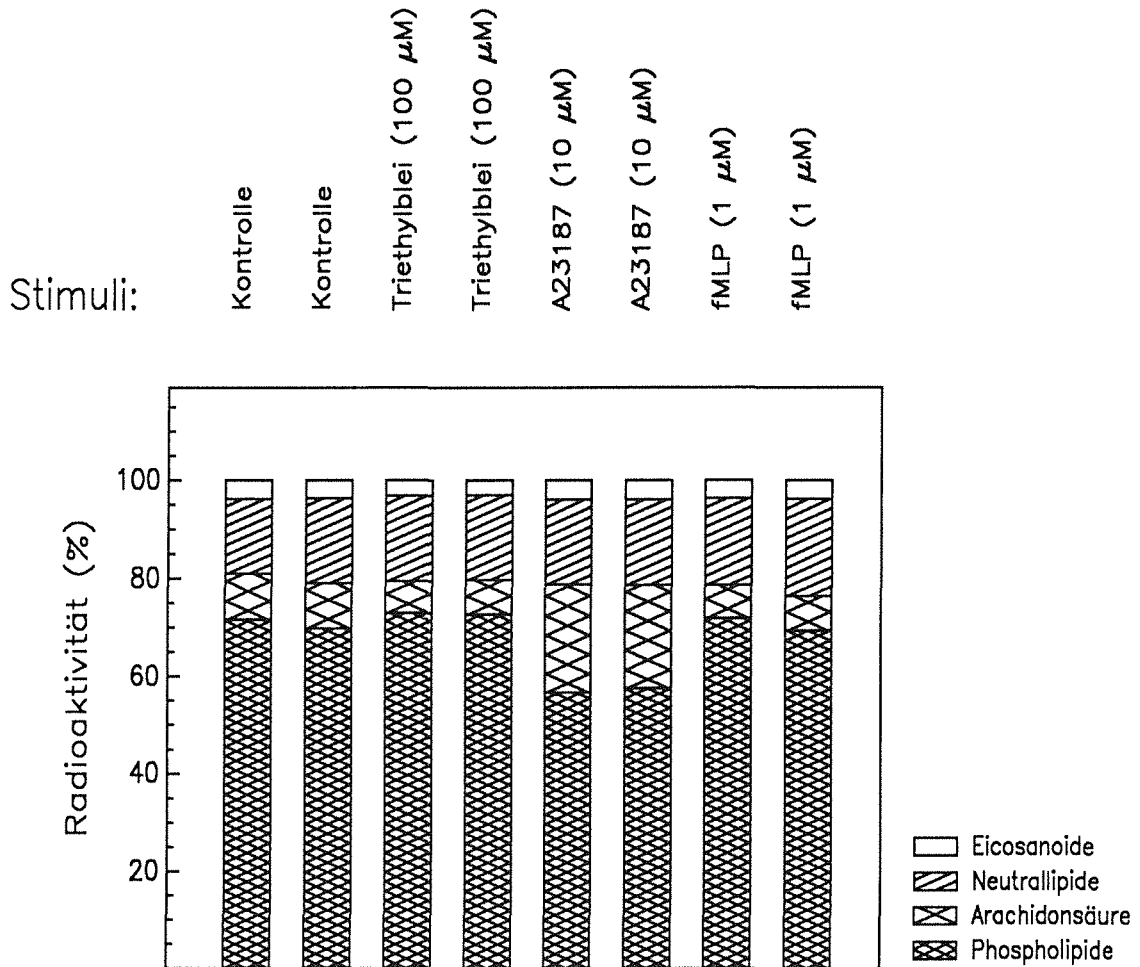 Stimuli:
Kontrolle
Kontrolle
Triethylblei (100 μM)
Triethylblei (100 μM)
A23187 (10 μM)
A23187 (10 μM)
fMLP (1 μM)
fMLP (1 μM)
Radioaktivität (%)
100
80
60
40
20
Eicosanoide
Neutrallipide
Arachidonsäure
Phospholipide